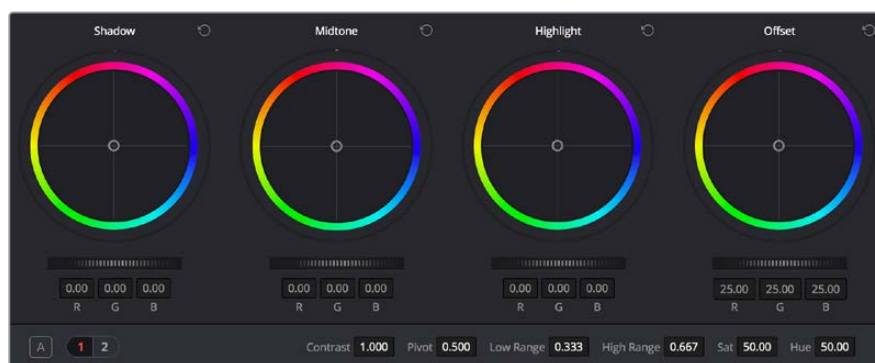 Shadow Midtone Highlight Offset
0.00 0.00 0.00 0.00 0.00 0.00 0.00 0.00 0.00 25.00 25.00 25.00
R G B R G B R G B R G B
A 1 2 Contrast 1.000 Pivot 0.500 Low Range 0.333 High Range 0.667 Sat 50.00 Hue 50.00